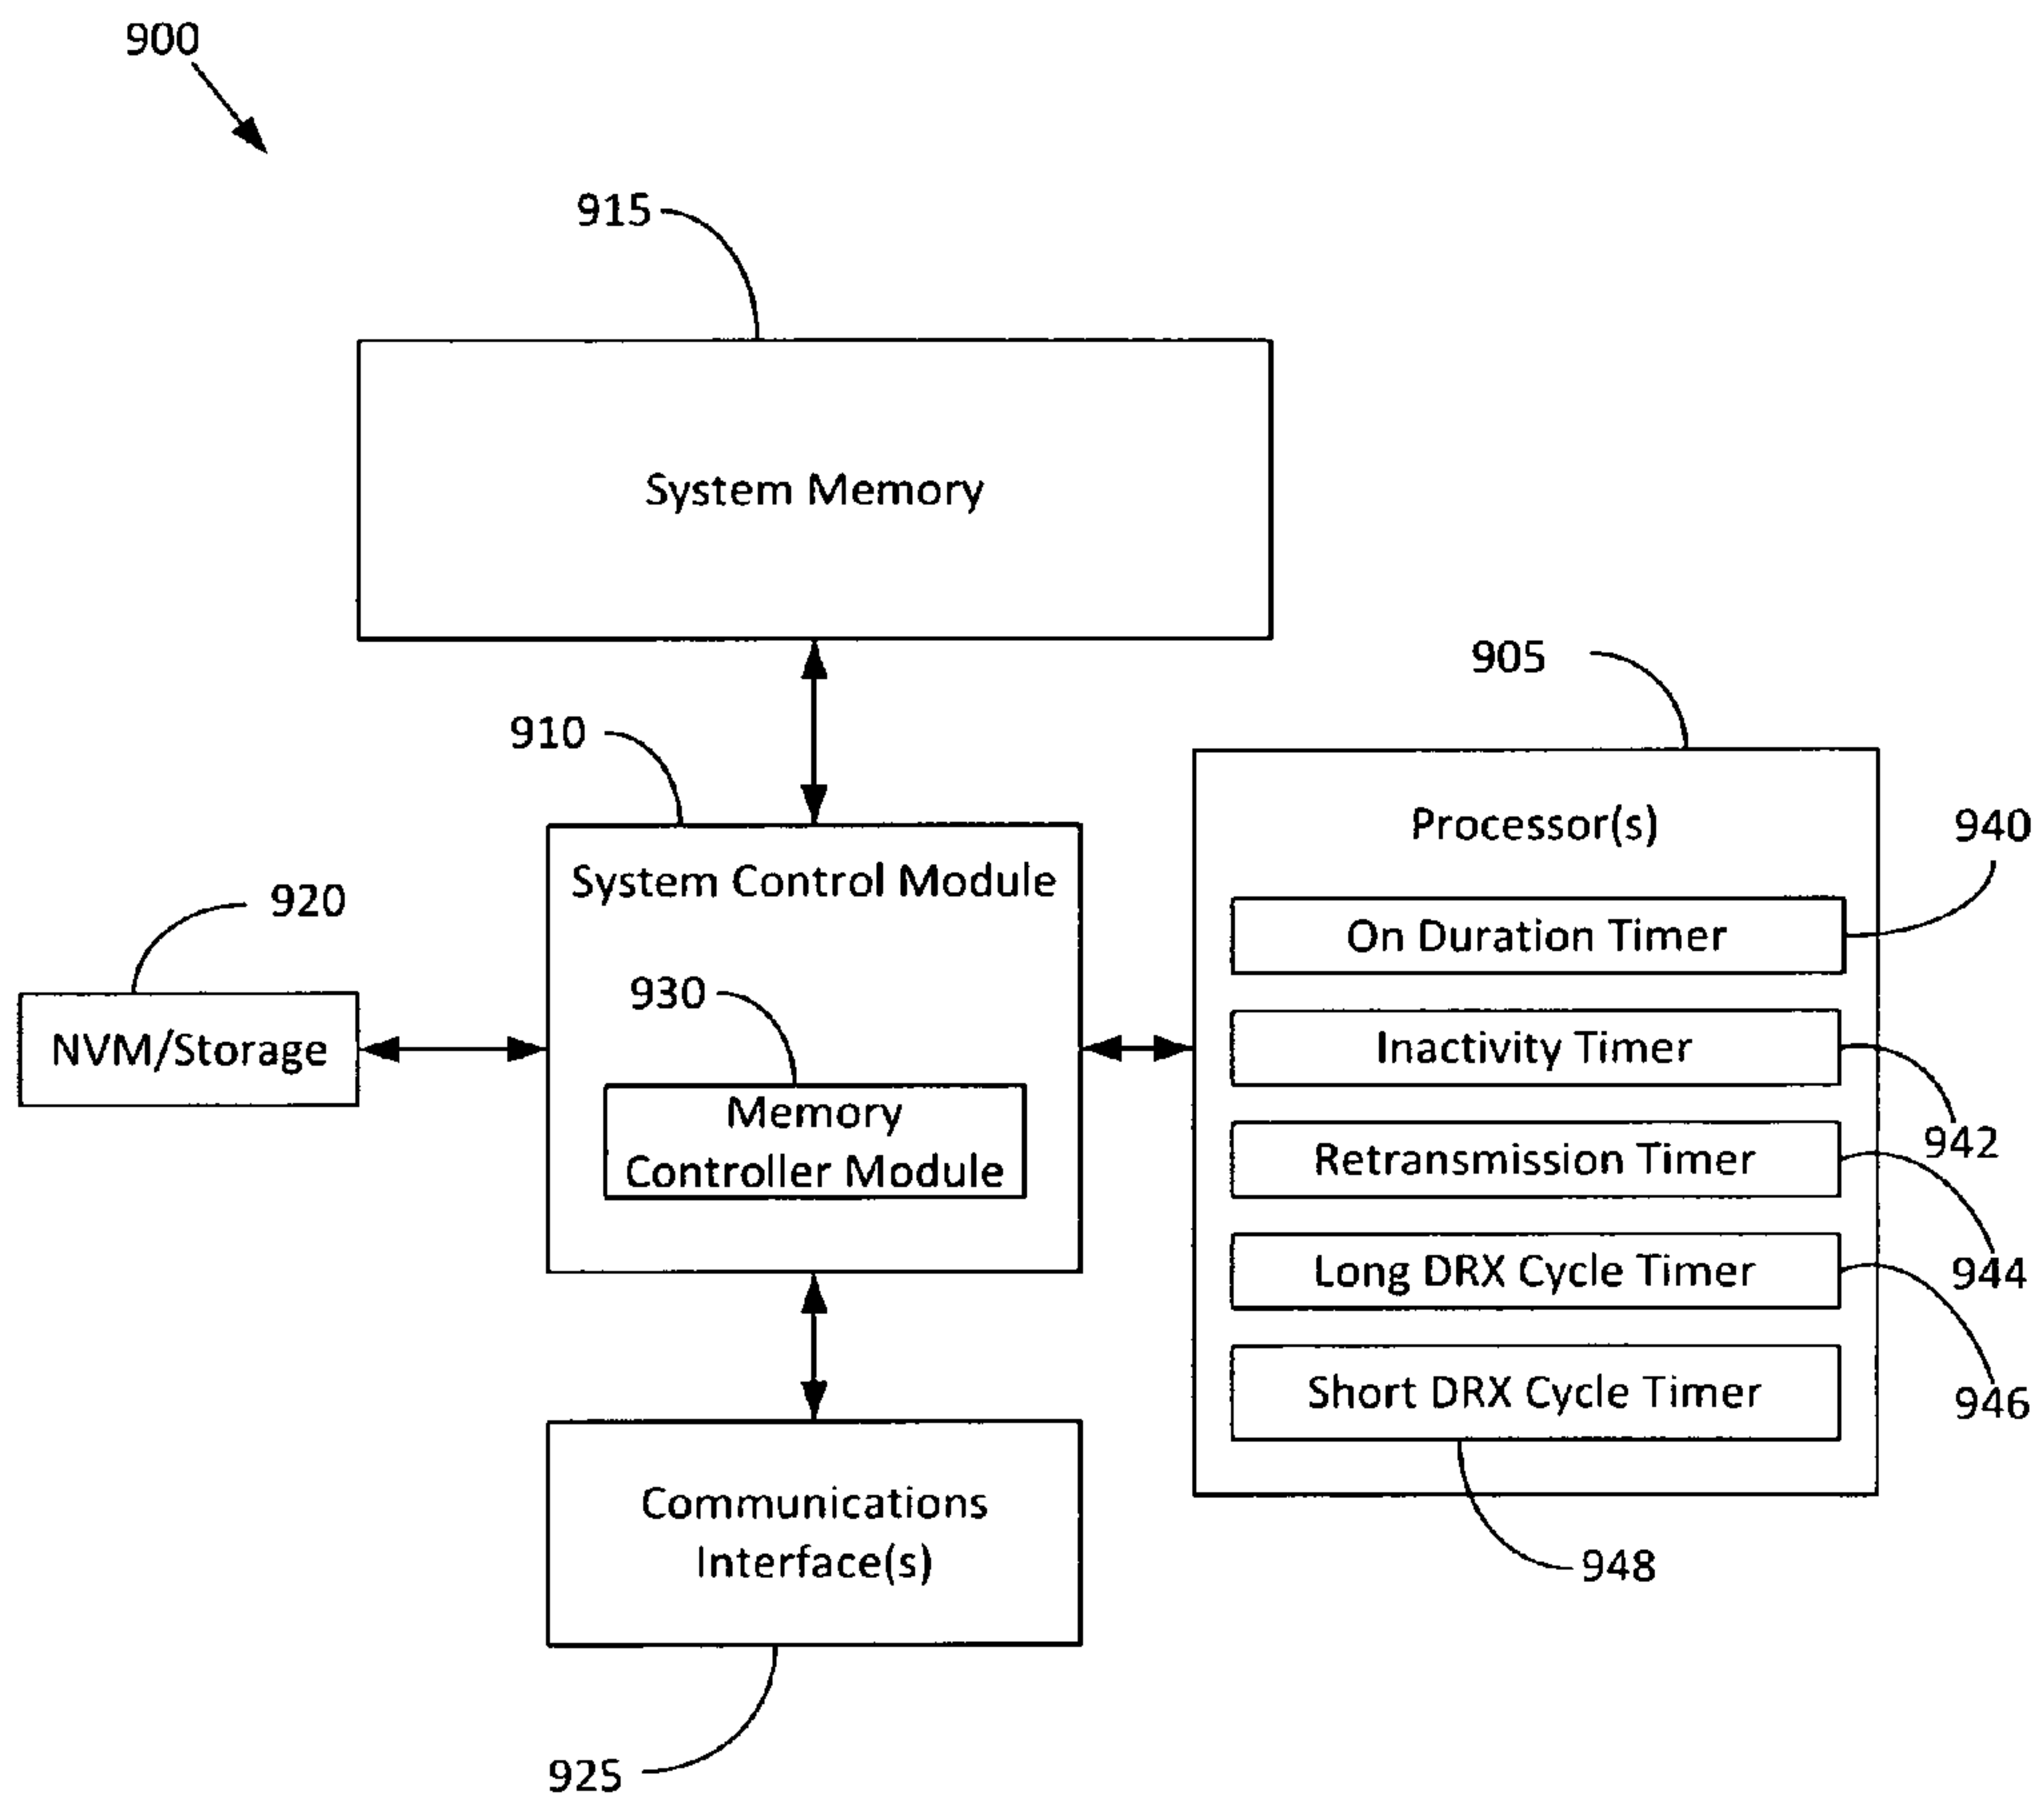 900
915
System Memory
905
910
Processor(s)
940
System Control Module
920
On Duration Timer
930
NVM/Storage
Inactivity Timer
Memory
Controller Module
942
Retransmission Timer
Long DRX Cycle Timer
944
Short DRX Cycle Timer
946
Communications
Interface(s)
948
925